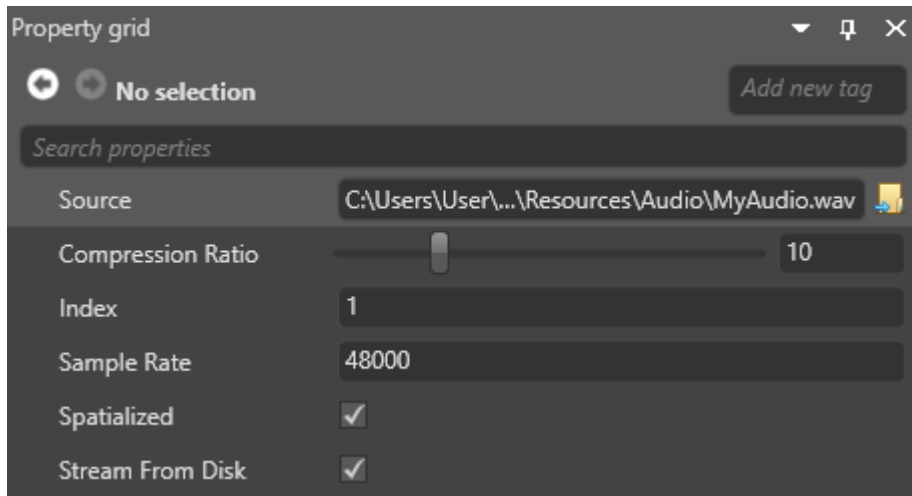 Property grid
No selection
Add new tag
Search properties
Source C:\Users\User\...\Resources\Audio\MyAudio.wav
Compression Ratio 10
Index 1
Sample Rate 48000
Spatialized
Stream From Disk